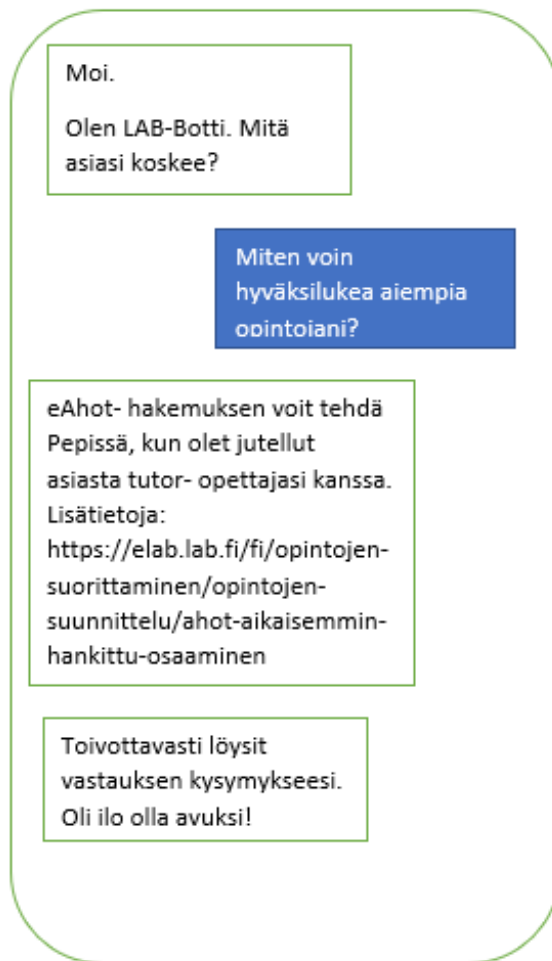 Moi.
Olen LAB-Botti. Mitä
asiasi koskee?
Miten voin
hyväksilukea aiempia
opintojani?
eAhot- hakemuksen voit tehdä
Pepissä, kun olet jutellut
asiasta tutor- opettajasi kanssa.
Lisätietoja:
https://elab.lab.fi/fi/opintojen-
suorittaminen/opintojen-
suunnittelu/ahot-aikaisemmin-
hankittu-osaaminen
Toivottavasti löysit
vastauksen kysymykseesi.
Oli ilo olla avuksi!